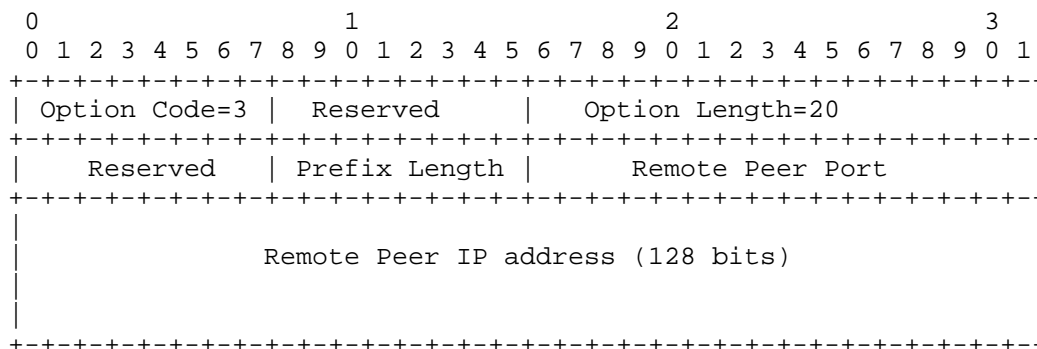 0                   1                   2                   3
0 1 2 3 4 5 6 7 8 9 0 1 2 3 4 5 6 7 8 9 0 1 2 3 4 5 6 7 8 9 0 1
+-+-+-+-+-+-+-+-+-+-+-+-+-+-+-+-+-+-+-+-+-+-+-+-+-+-+-+-+-+-+-+-
| Option Code=3 |  Reserved     |   Option Length=20
+-+-+-+-+-+-+-+-+-+-+-+-+-+-+-+-+-+-+-+-+-+-+-+-+-+-+-+-+-+-+-+-
|    Reserved   | Prefix Length |      Remote Peer Port
+-+-+-+-+-+-+-+-+-+-+-+-+-+-+-+-+-+-+-+-+-+-+-+-+-+-+-+-+-+-+-+-
|
|               Remote Peer IP address (128 bits)
|
|
+-+-+-+-+-+-+-+-+-+-+-+-+-+-+-+-+-+-+-+-+-+-+-+-+-+-+-+-+-+-+-+-